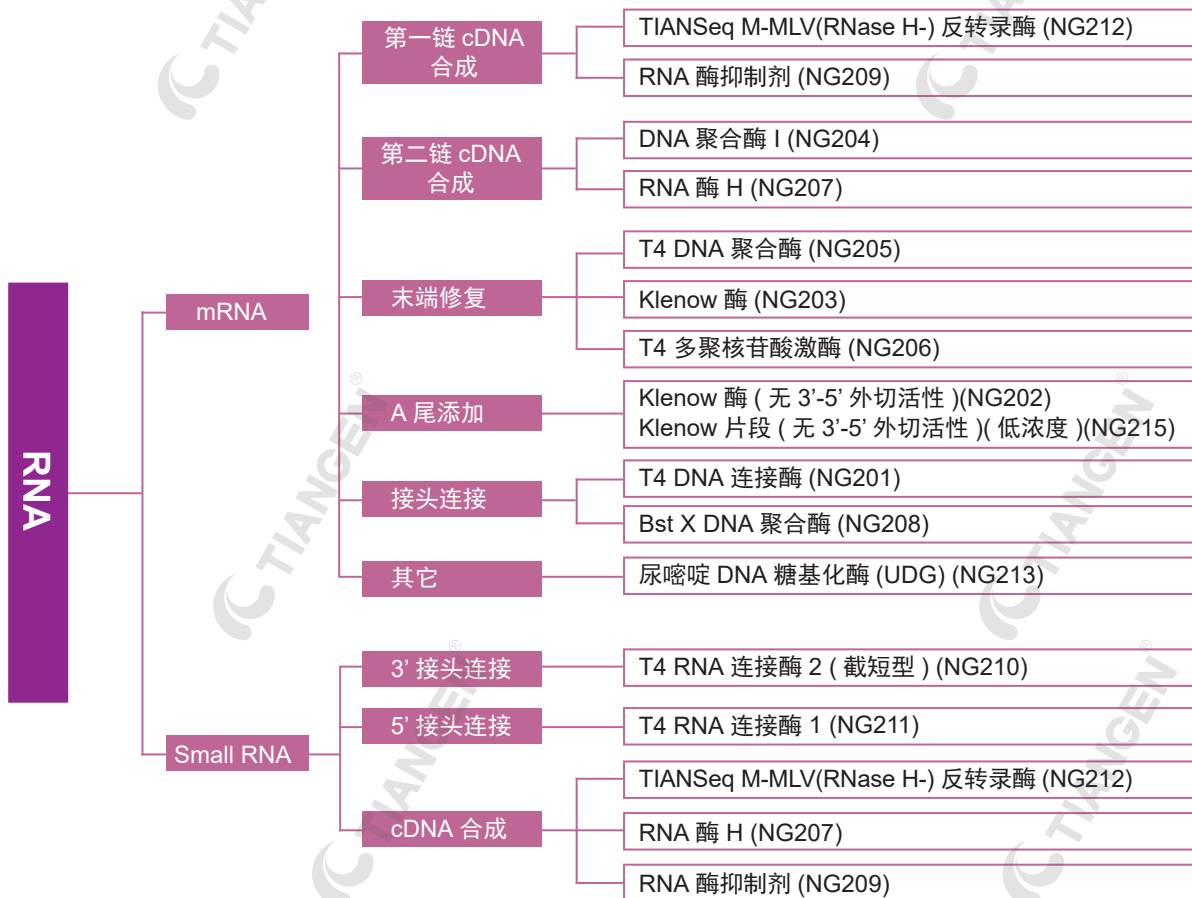 RNA
mRNA
第一链 cDNA
合成
TIANSeq M-MLV(RNase H-) 反转录酶 (NG212)
RNA 酶抑制剂 (NG209)
第二链 cDNA
合成
DNA 聚合酶 I (NG204)
RNA 酶 H (NG207)
末端修复
T4 DNA 聚合酶 (NG205)
Klenow 酶 (NG203)
T4 多聚核苷酸激酶 (NG206)
A 尾添加
Klenow 酶 ( 无 3’-5’ 外切活性 )(NG202)
Klenow 片段 ( 无 3’-5’ 外切活性 )( 低浓度 )(NG215)
接头连接
T4 DNA 连接酶 (NG201)
Bst X DNA 聚合酶 (NG208)
其它
尿嘧啶 DNA 糖基化酶 (UDG) (NG213)
Small RNA
3’ 接头连接
T4 RNA 连接酶 2 ( 截短型 ) (NG210)
5’ 接头连接
T4 RNA 连接酶 1 (NG211)
cDNA 合成
TIANSeq M-MLV(RNase H-) 反转录酶 (NG212)
RNA 酶 H (NG207)
RNA 酶抑制剂 (NG209)
TIANGEN®
TIANGEN®
TIANGEN®
TIANGEN®